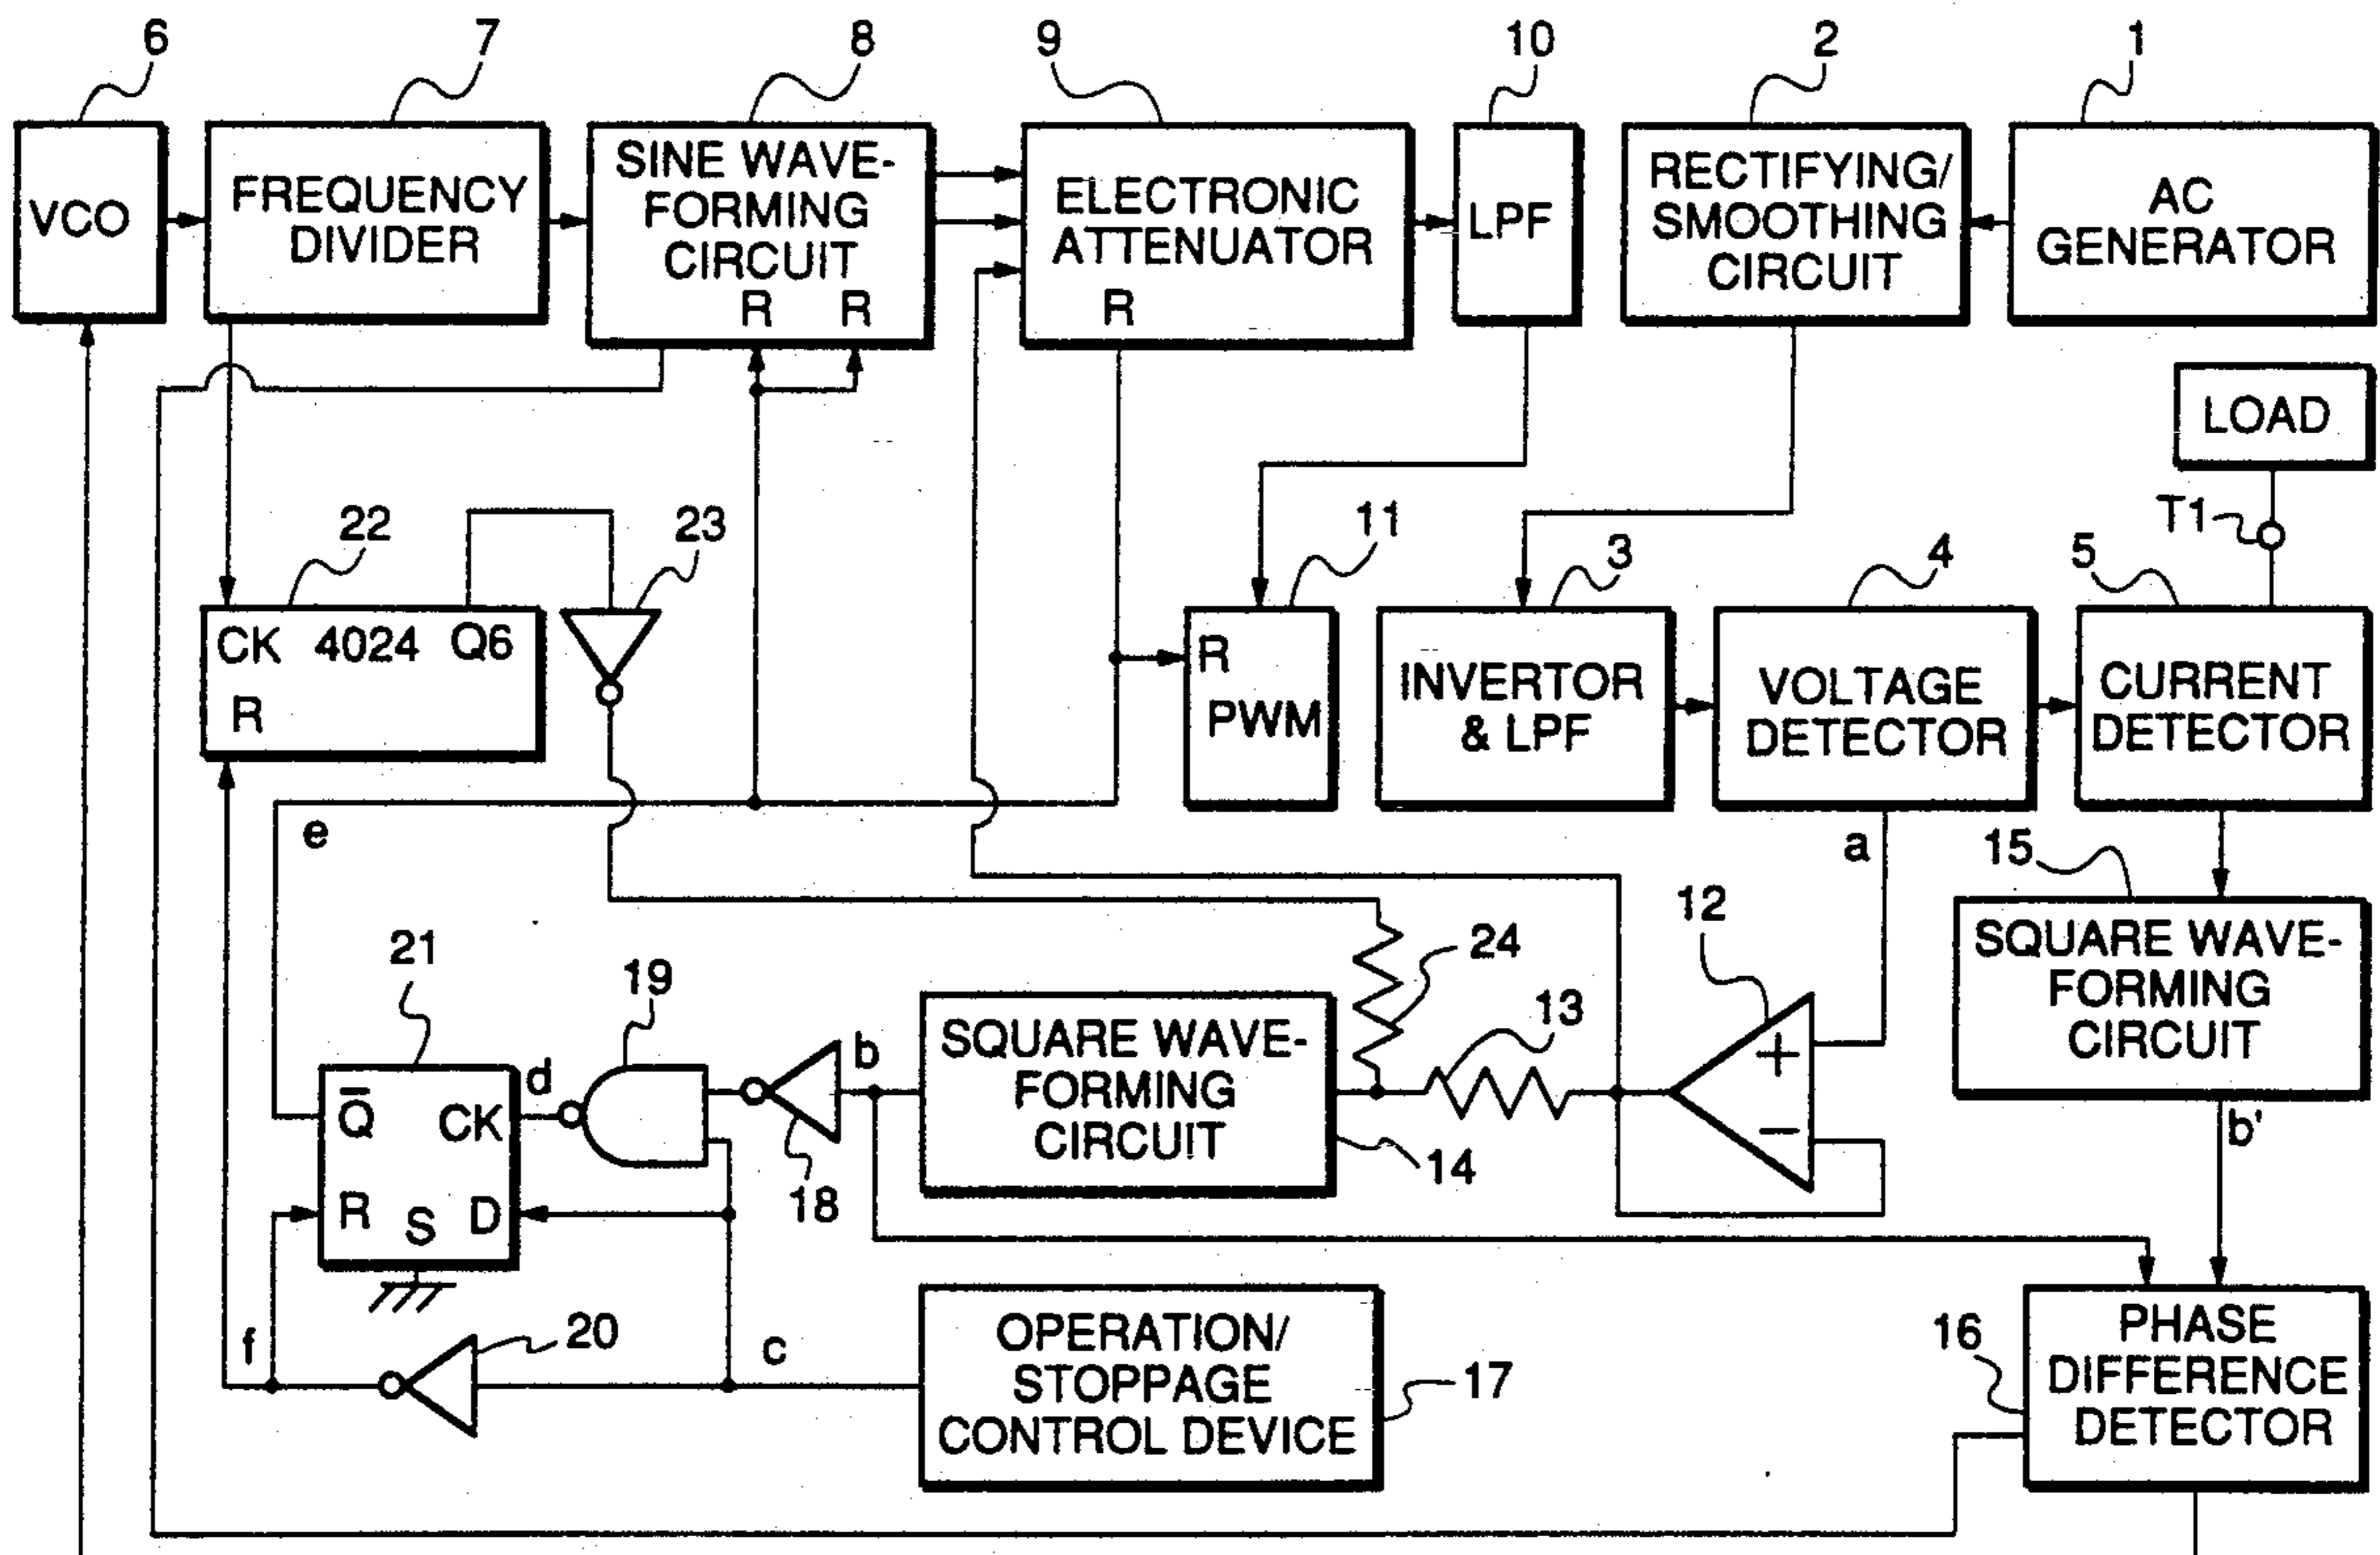 6
7
8
9
10
2
1
VCO
FREQUENCY
DIVIDER
SINE WAVE-
FORMING
CIRCUIT
R R
ELECTRONIC
ATTENUATOR
R
LPF
RECTIFYING/
SMOOTHING
CIRCUIT
AC
GENERATOR
LOAD
T1
22
23
11
3
4
5
CK 4024 Q6
R
R
PWM
INVERTOR
& LPF
VOLTAGE
DETECTOR
CURRENT
DETECTOR
e
a
15
12
24
13
21
19
SQUARE WAVE-
FORMING
CIRCUIT
b'
Q̅ CK
R S D
d
18
b
SQUARE WAVE-
FORMING
CIRCUIT
14
+
−
f
20
c
OPERATION/
STOPPAGE
CONTROL DEVICE
17
16
PHASE
DIFFERENCE
DETECTOR